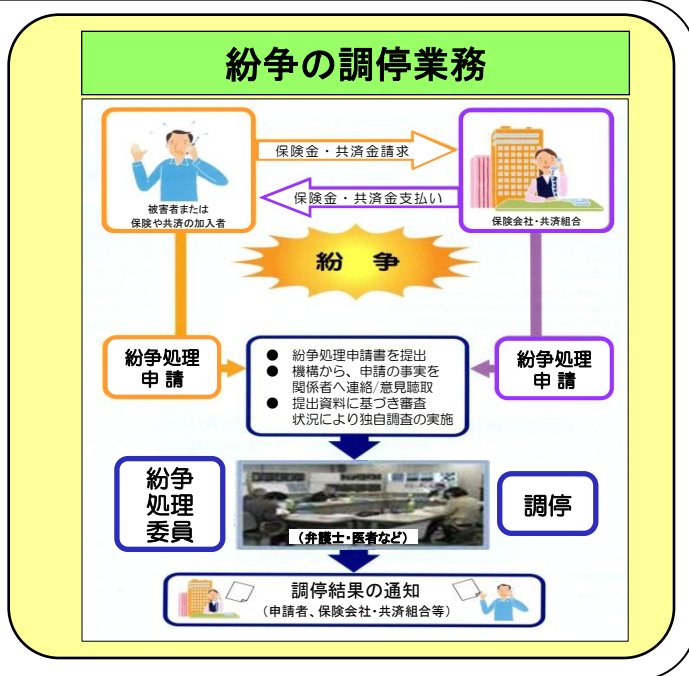 紛争の調停業務
保険金・共済金請求
保険金・共済金支払い
被害者または
保険や共済の加入者
保険会社・共済組合
紛 争
紛争処理
申 請
● 紛争処理申請書を提出
● 機構から、申請の事実を
関係者へ連絡/意見聴取
● 提出資料に基づき審査
状況により独自調査の実施
紛争処理
申 請
紛争
処理
委員
(弁護士・医者など)
調停
調停結果の通知
(申請者、保険会社・共済組合等)